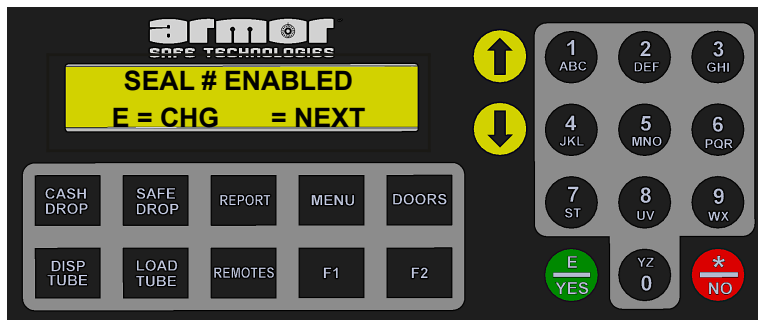 armor
SAFE TECHNOLOGIES
SEAL # ENABLED
E = CHG = NEXT
CASH DROP
SAFE DROP
REPORT
MENU
DOORS
DISP TUBE
LOAD TUBE
REMOTES
F1
F2
1
ABC
2
DEF
3
GHI
4
JKL
5
MNO
6
PQR
7
ST
8
UV
9
WX
E
YES
YZ
0
*
NO